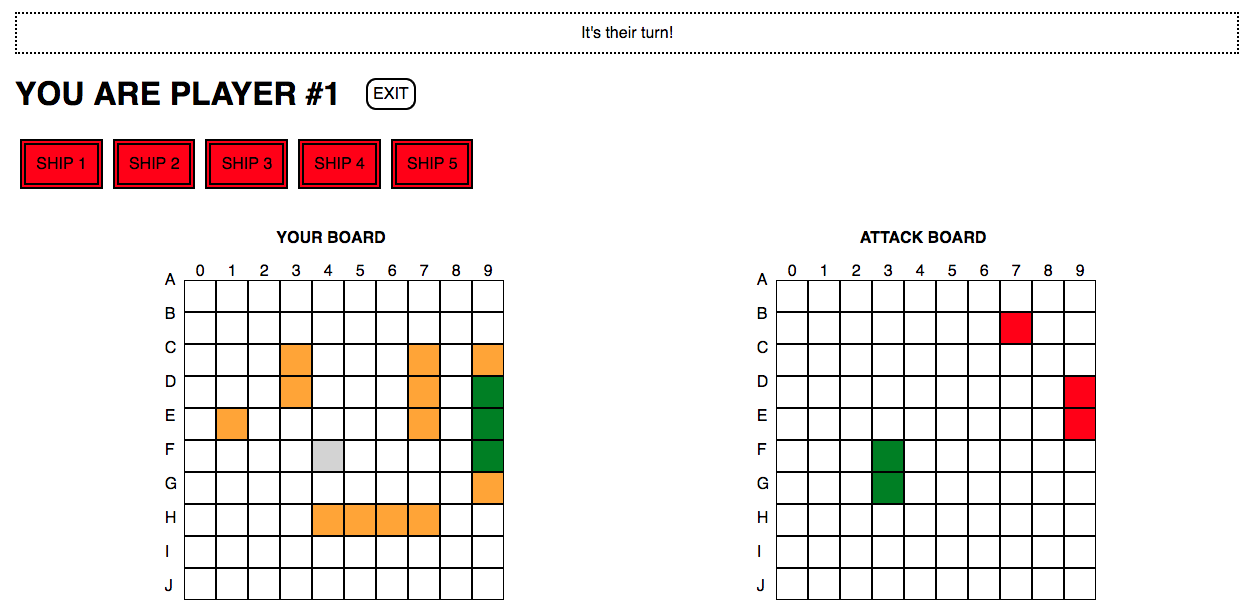 It's their turn!
YOU ARE PLAYER #1 EXIT
SHIP 1 SHIP 2 SHIP 3 SHIP 4 SHIP 5
YOUR BOARD
0 1 2 3 4 5 6 7 8 9
A
B
C
D
E
F
G
H
I
J
ATTACK BOARD
0 1 2 3 4 5 6 7 8 9
A
B
C
D
E
F
G
H
I
J